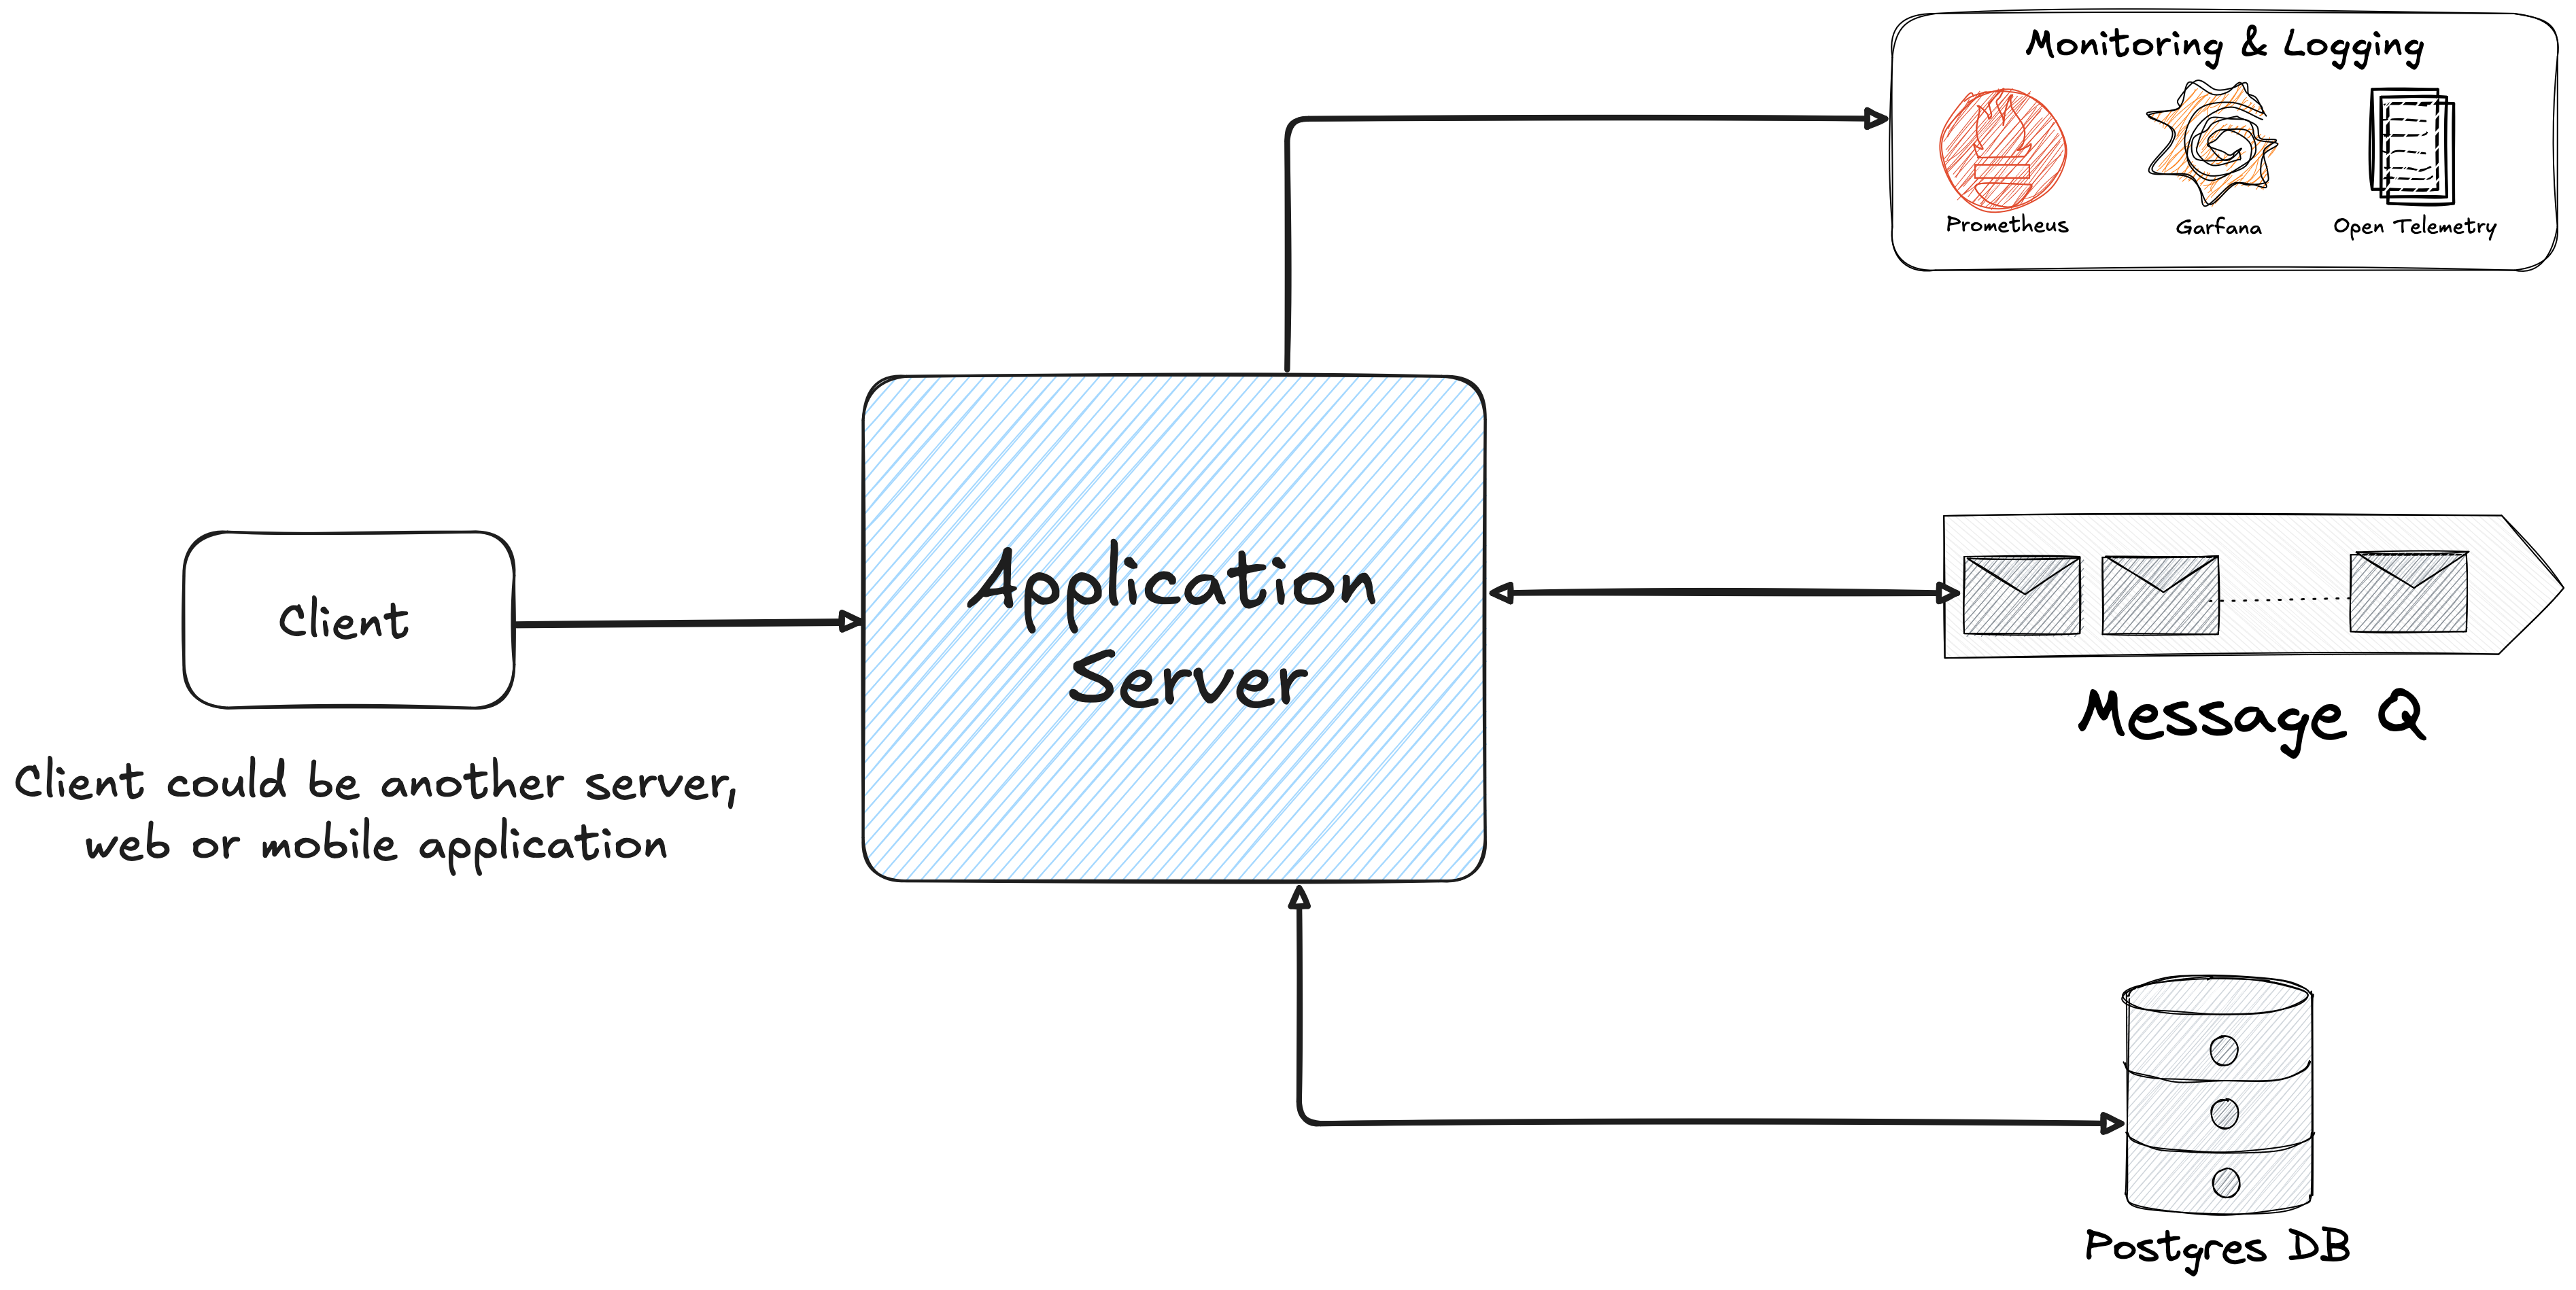 Monitoring & Logging
Prometheus
Garfana
Open Telemetry
Client
Application
Server
Message Q
Client could be another server,
web or mobile application
Postgres DB